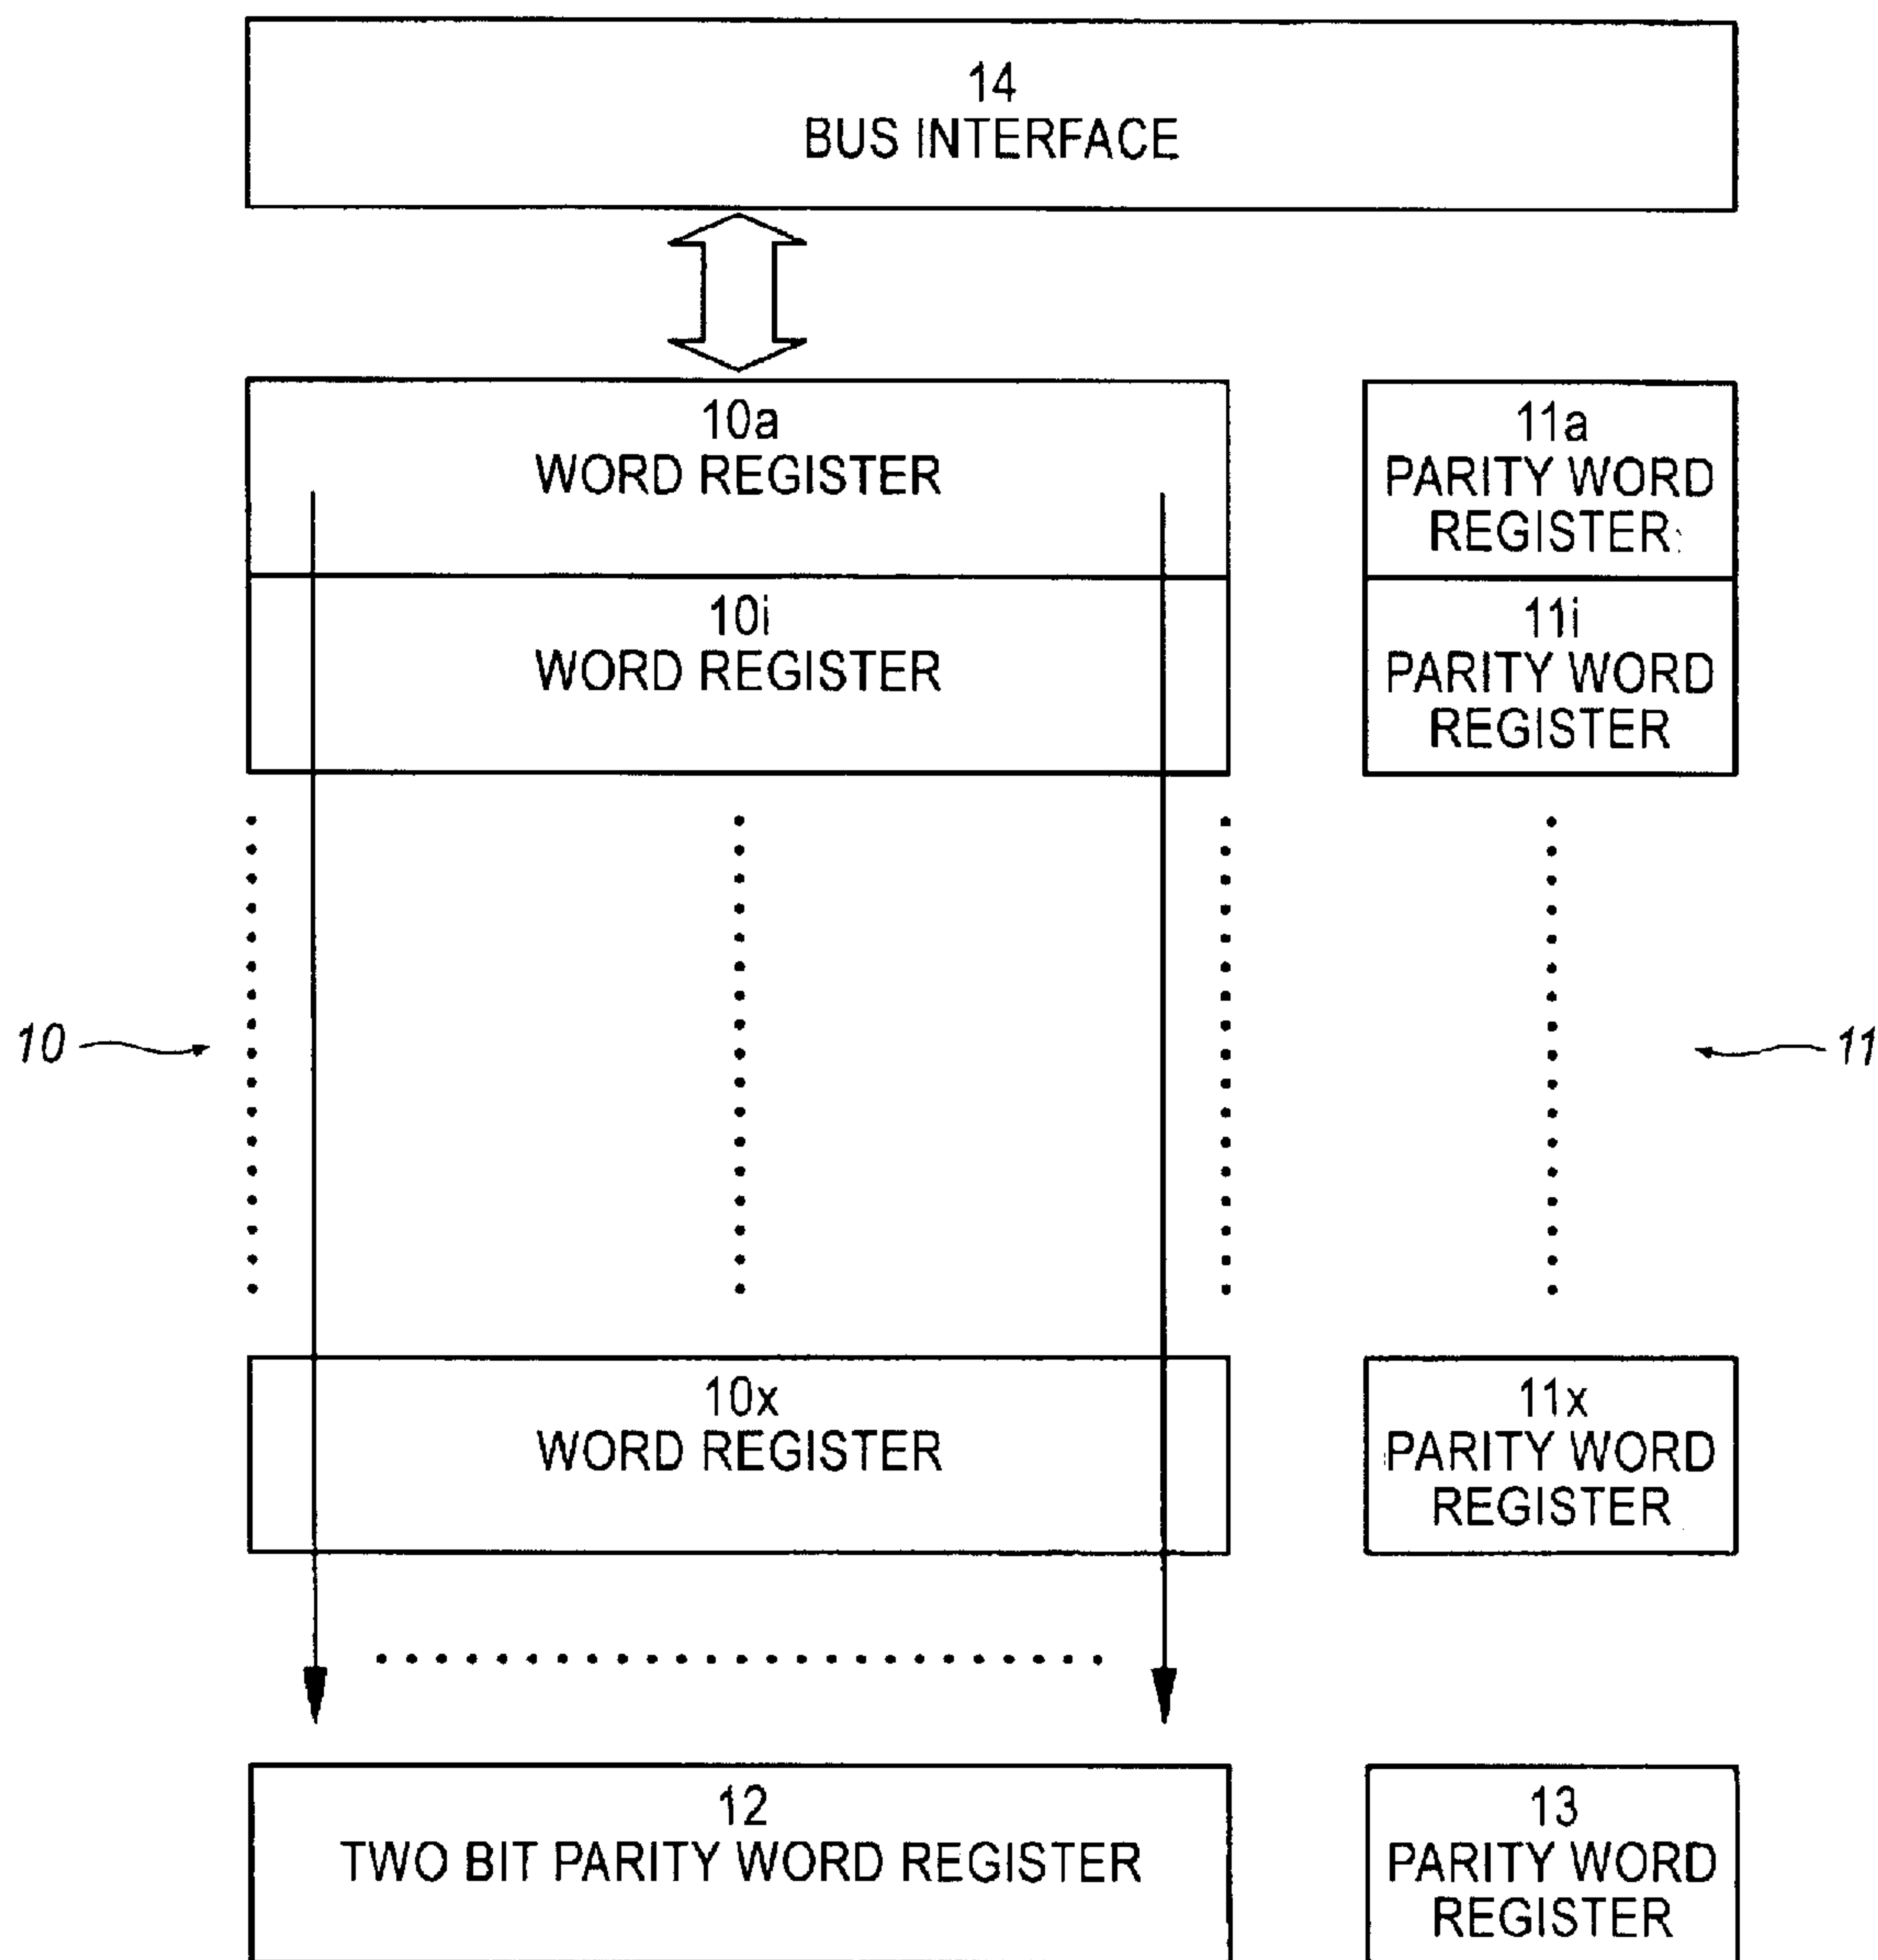 14
BUS INTERFACE
10a
WORD REGISTER
11a
PARITY WORD
REGISTER
10i
WORD REGISTER
11i
PARITY WORD
REGISTER
10
11
10x
WORD REGISTER
11x
PARITY WORD
REGISTER
12
TWO BIT PARITY WORD REGISTER
13
PARITY WORD
REGISTER